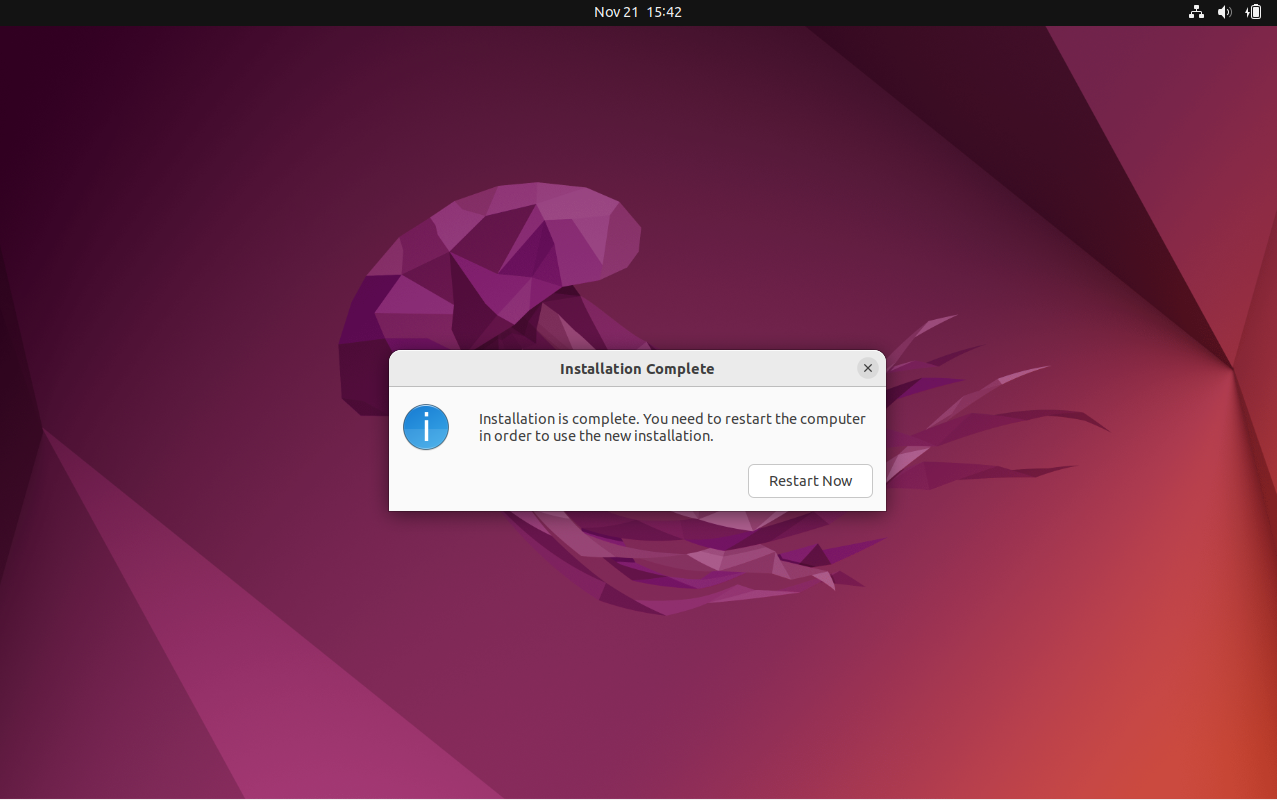 Nov 21 15:42
Installation Complete
Installation is complete. You need to restart the computer
in order to use the new installation.
Restart Now